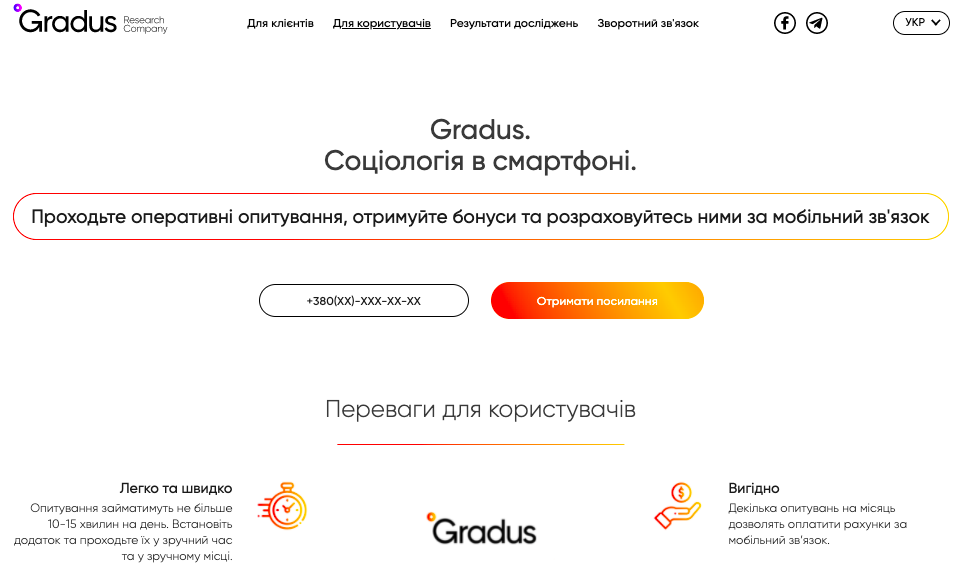 Gradus Research Company
Для клієнтів
Для користувачів
Результати досліджень
Зворотний зв'язок
УКР
Gradus.
Соціологія в смартфоні.
Проходьте оперативні опитування, отримуйте бонуси та розраховуйтесь ними за мобільний зв'язок
+380(XX)-XXX-XX-XX
Отримати посилання
Переваги для користувачів
Легко та швидко
Опитування займатимуть не більше
10-15 хвилин на день. Встановіть
додаток та проходьте їх у зручний час
та у зручному місці.
Gradus
Вигідно
Декілька опитувань на місяць
дозволять оплатити рахунки за
мобільний зв’язок.